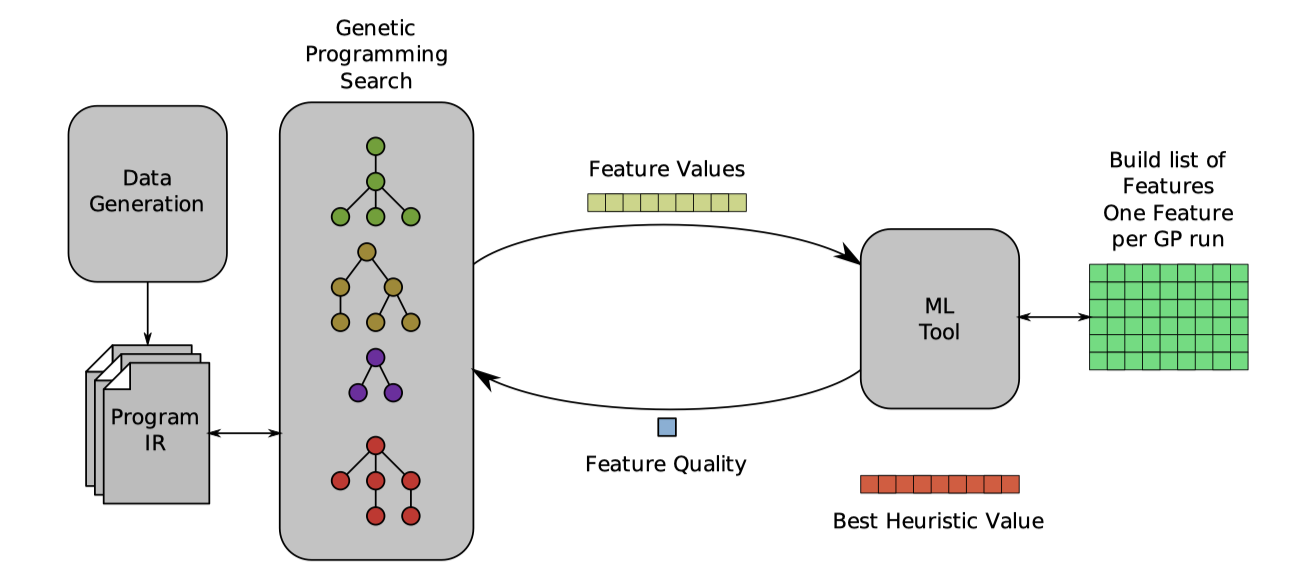 Genetic
Programming
Search
Data
Generation
Program
IR
Feature Values
Feature Quality
ML
Tool
Build list of
Features
One Feature
per GP run
Best Heuristic Value